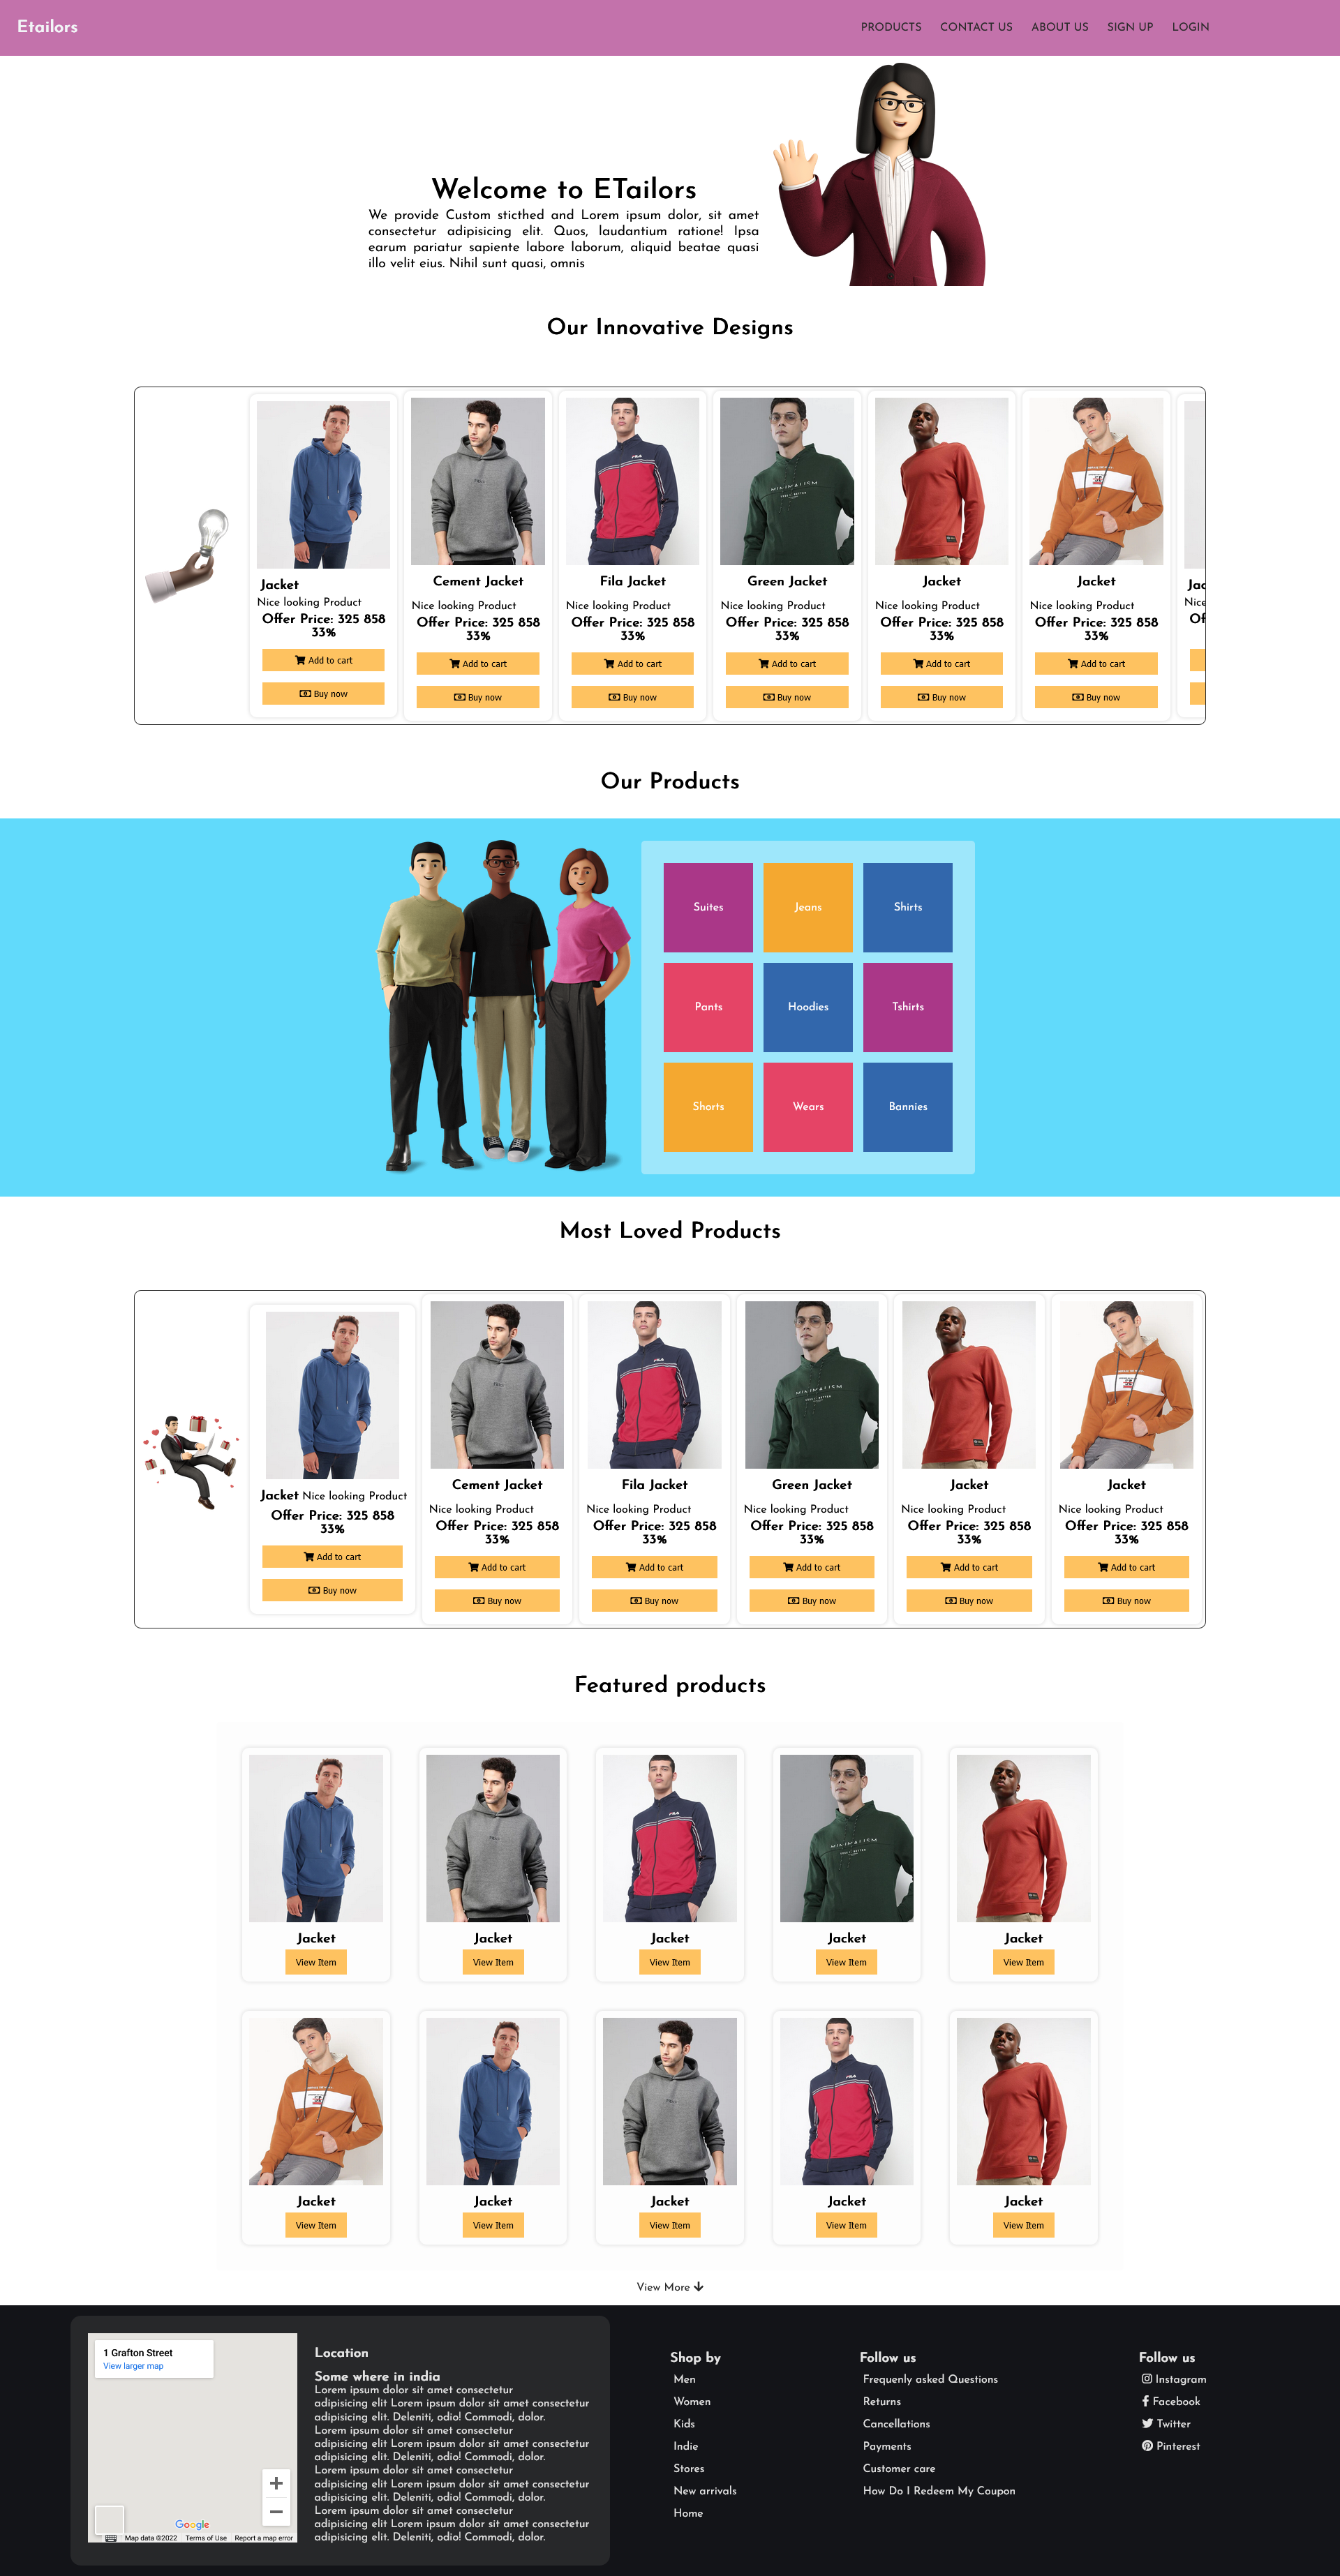 Etailors
PRODUCTS CONTACT US ABOUT US SIGN UP LOGIN
Welcome to ETailors
We provide Custom sticthed and Lorem ipsum dolor, sit amet
consectetur adipisicing elit. Quos, laudantium ratione! Ipsa
earum pariatur sapiente labore laborum, aliquid beatae quasi
illo velit eius. Nihil sunt quasi, omnis
Our Innovative Designs
FILA
MINIMALISM
Jacket
Nice looking Product
Offer Price: 325 858
33%
Add to cart
Buy now
Cement Jacket
Nice looking Product
Offer Price: 325 858
33%
Add to cart
Buy now
Fila Jacket
Nice looking Product
Offer Price: 325 858
33%
Add to cart
Buy now
Green Jacket
Nice looking Product
Offer Price: 325 858
33%
Add to cart
Buy now
Jacket
Nice looking Product
Offer Price: 325 858
33%
Add to cart
Buy now
Jacket
Nice looking Product
Offer Price: 325 858
33%
Add to cart
Buy now
Jac
Nice
Of
Our Products
Suites Jeans Shirts
Pants Hoodies Tshirts
Shorts Wears Bannies
Most Loved Products
FILA
MINIMALISM
Jacket Nice looking Product
Offer Price: 325 858
33%
Add to cart
Buy now
Cement Jacket
Nice looking Product
Offer Price: 325 858
33%
Add to cart
Buy now
Fila Jacket
Nice looking Product
Offer Price: 325 858
33%
Add to cart
Buy now
Green Jacket
Nice looking Product
Offer Price: 325 858
33%
Add to cart
Buy now
Jacket
Nice looking Product
Offer Price: 325 858
33%
Add to cart
Buy now
Jacket
Nice looking Product
Offer Price: 325 858
33%
Add to cart
Buy now
Featured products
FILA
MINIMALISM
Jacket Jacket Jacket Jacket Jacket
View Item View Item View Item View Item View Item
FILA
Jacket Jacket Jacket Jacket Jacket
View Item View Item View Item View Item View Item
View More
1 Grafton Street
View larger map
Google
Map data ©2022 Terms of Use Report a map error
Location
Some where in india
Lorem ipsum dolor sit amet consectetur
adipisicing elit Lorem ipsum dolor sit amet consectetur
adipisicing elit. Deleniti, odio! Commodi, dolor.
Lorem ipsum dolor sit amet consectetur
adipisicing elit Lorem ipsum dolor sit amet consectetur
adipisicing elit. Deleniti, odio! Commodi, dolor.
Lorem ipsum dolor sit amet consectetur
adipisicing elit Lorem ipsum dolor sit amet consectetur
adipisicing elit. Deleniti, odio! Commodi, dolor.
Lorem ipsum dolor sit amet consectetur
adipisicing elit Lorem ipsum dolor sit amet consectetur
adipisicing elit. Deleniti, odio! Commodi, dolor.
Shop by
Men
Women
Kids
Indie
Stores
New arrivals
Home
Follow us
Frequenly asked Questions
Returns
Cancellations
Payments
Customer care
How Do I Redeem My Coupon
Follow us
Instagram
Facebook
Twitter
Pinterest